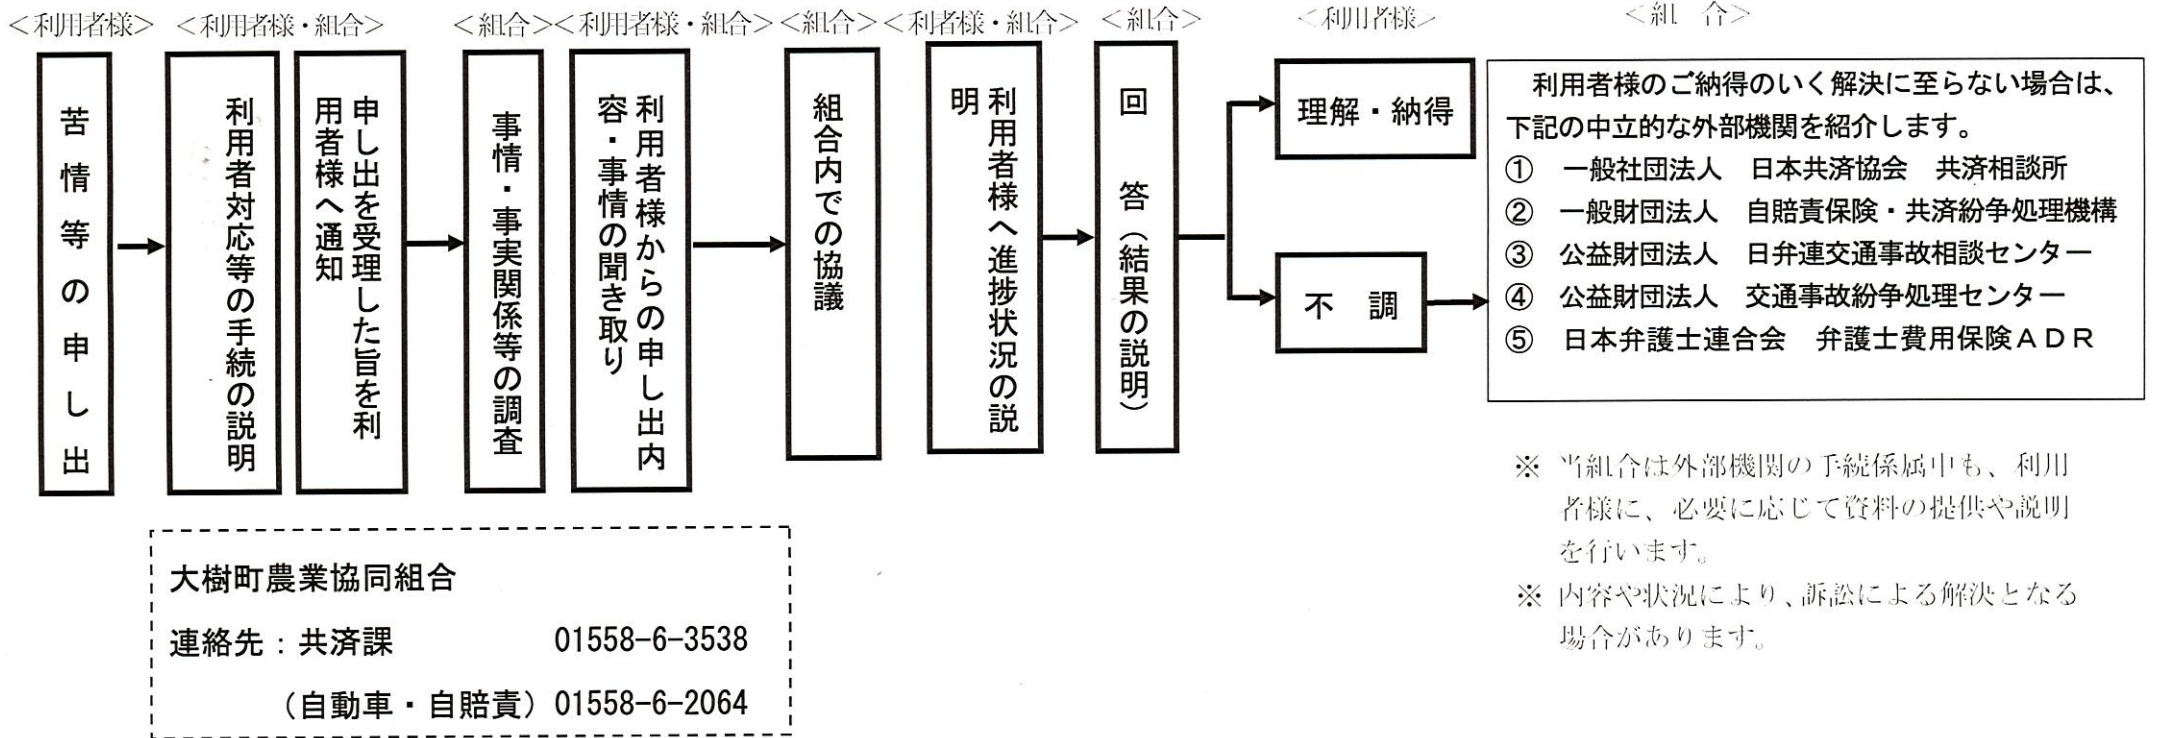 <利用者様>
<利用者様・組合>
<組合>
<利用者様・組合>
<組合>
<利者様・組合>
<組合>
<利用者様>
<組　合>
苦情等の申し出
利用者対応等の手続の説明
申し出を受理した旨を利
用者様へ通知
事情・事実関係等の調査
利用者様からの申し出内
容・事情の聞き取り
組合内での協議
利用者様へ進捗状況の説
明
回　答（結果の説明）
理解・納得
不　調
利用者様のご納得のいく解決に至らない場合は、
下記の中立的な外部機関を紹介します。
①　一般社団法人　日本共済協会　共済相談所
②　一般財団法人　自賠責保険・共済紛争処理機構
③　公益財団法人　日弁連交通事故相談センター
④　公益財団法人　交通事故紛争処理センター
⑤　日本弁護士連合会　弁護士費用保険ＡＤＲ
※ 当組合は外部機関の手続係属中も、利用
者様に、必要に応じて資料の提供や説明
を行います。
※ 内容や状況により、訴訟による解決となる
場合があります。
大樹町農業協同組合
連絡先：共済課　01558-6-3538
（自動車・自賠責）01558-6-2064